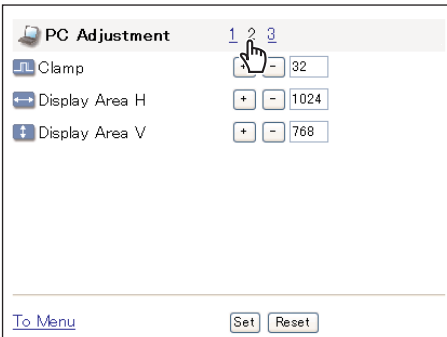 PC Adjustment 1 2 3
Clamp + - 32
Display Area H + - 1024
Display Area V + - 768
To Menu Set Reset